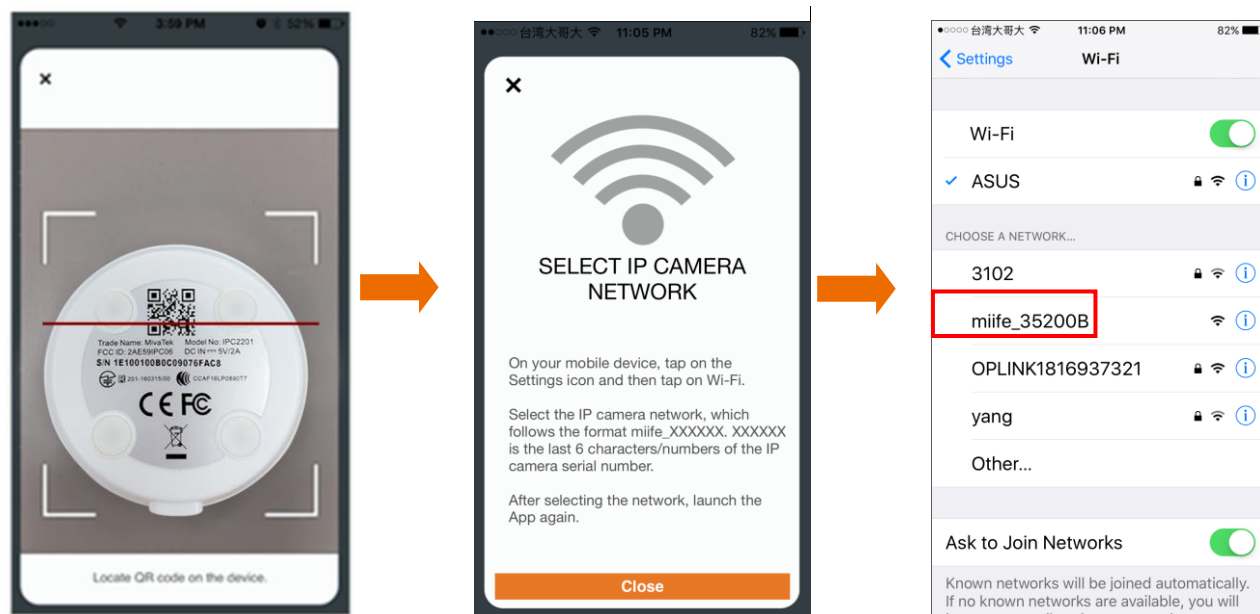 3:59 PM
52%
×
Trade Name: MivaTek Model No: IPC2201
FCC ID: 2AE59IPC06 DC IN 5V/2A
S/N 1E100100B0C09076FAC8
201-160315/00 CCAF16LP0890T7
CE FC
Locate QR code on the device.
台湾大哥大 11:05 PM 82%
×
SELECT IP CAMERA
NETWORK
On your mobile device, tap on the
Settings icon and then tap on Wi-Fi.
Select the IP camera network, which
follows the format miife_XXXXXX. XXXXXX
is the last 6 characters/numbers of the IP
camera serial number.
After selecting the network, launch the
App again.
Close
台湾大哥大 11:06 PM 82%
Settings Wi-Fi
Wi-Fi
ASUS
CHOOSE A NETWORK...
3102
miife_35200B
OPLINK1816937321
yang
Other...
Ask to Join Networks
Known networks will be joined automatically.
If no known networks are available, you will